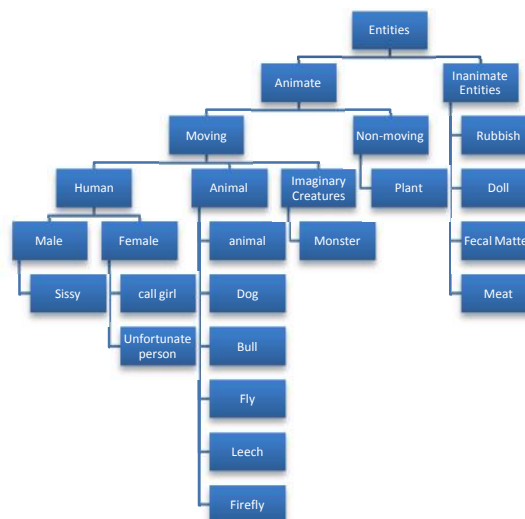 Entities
Animate
Inanimate
Entities
Moving
Non-moving
Rubbish
Human
Animal
Imaginary
Creatures
Plant
Doll
Male
Female
animal
Monster
Fecal Matte
Sissy
call girl
Dog
Meat
Unfortunate
person
Bull
Fly
Leech
Firefly